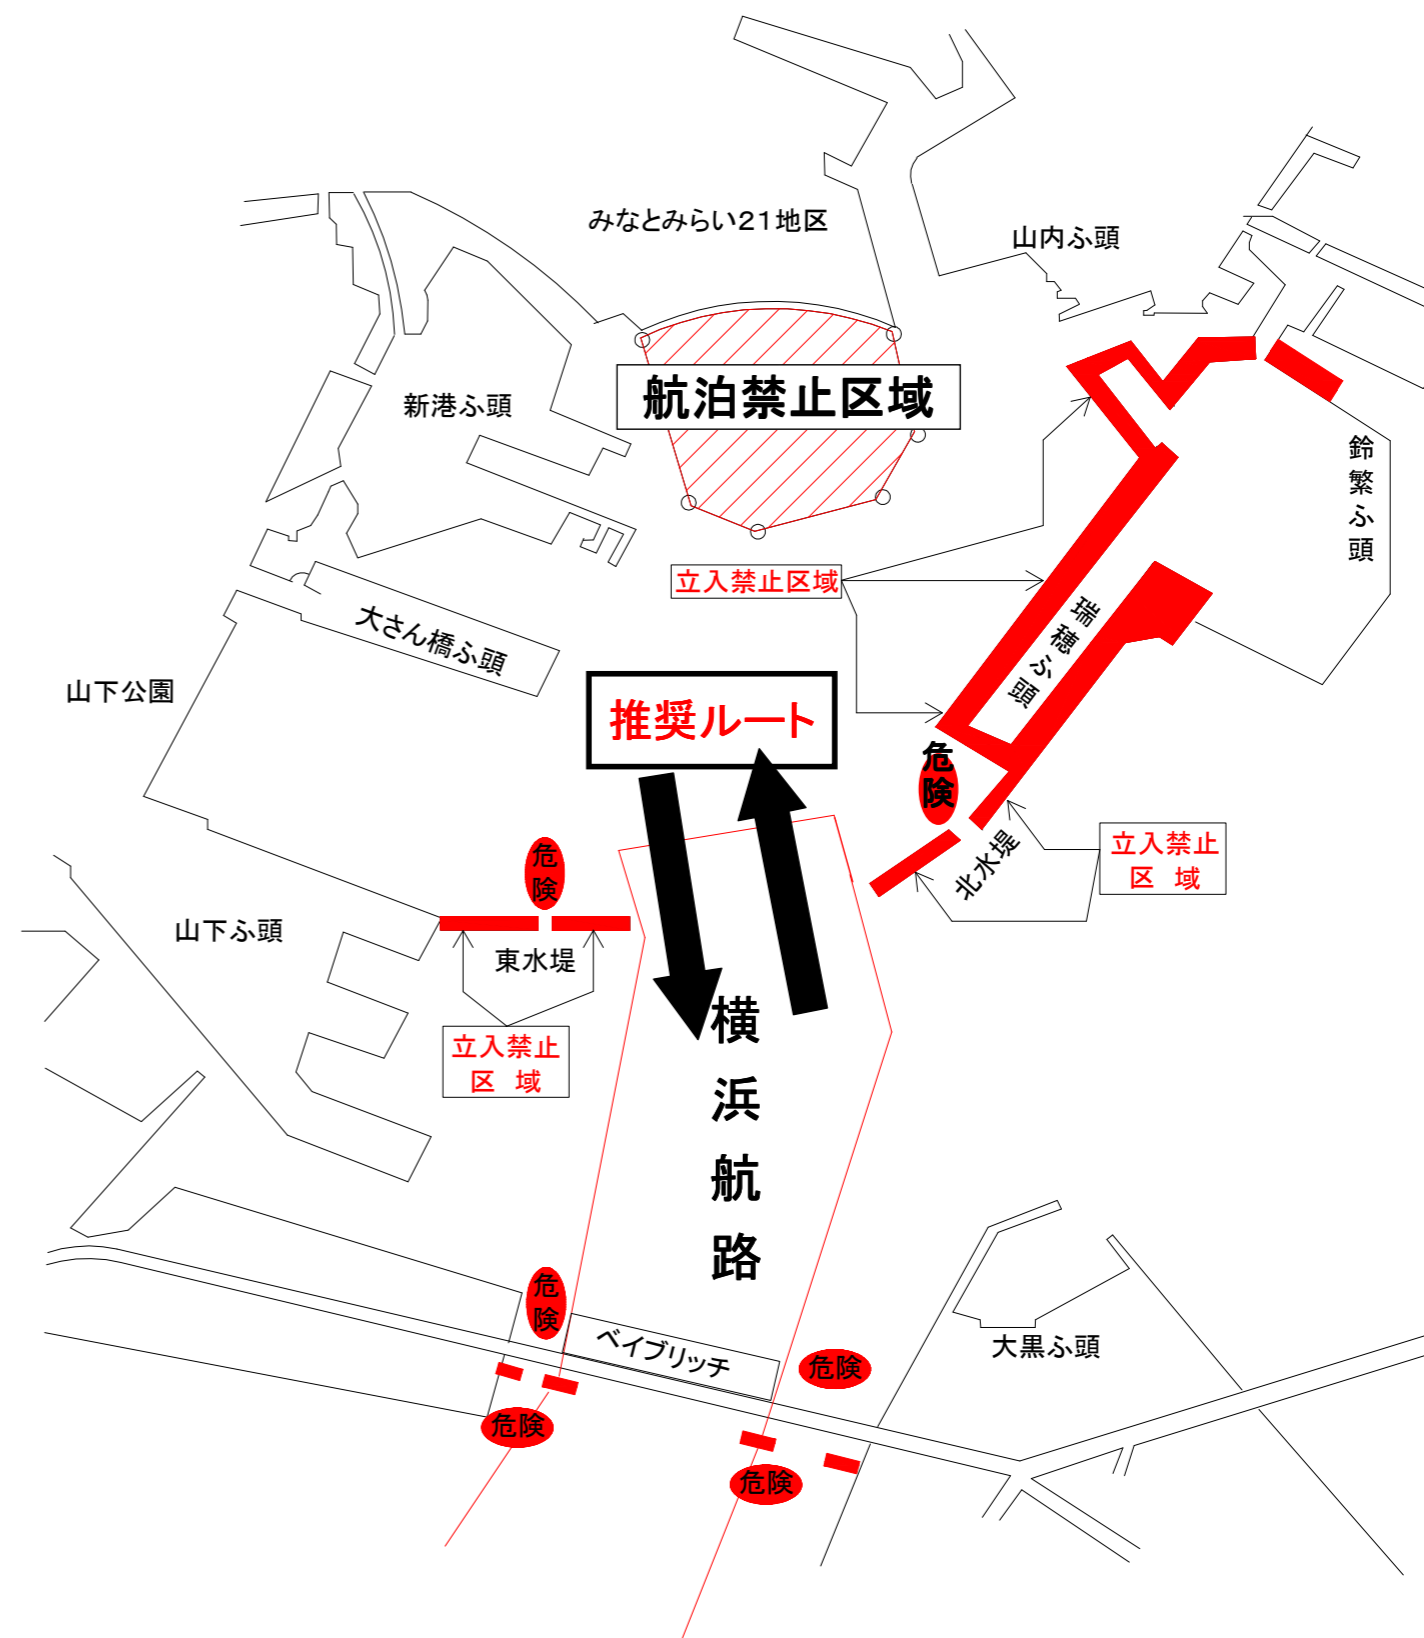 みなとみらい21地区
山内ふ頭
航泊禁止区域
新港ふ頭
鈴繁ふ頭
立入禁止区域
瑞穂ふ頭
大さん橋ふ頭
山下公園
推奨ルート
危険
立入禁止
区 域
北水堤
危険
山下ふ頭
東水堤
立入禁止
区 域
横浜航路
危険
ベイブリッチ
大黒ふ頭
危険
危険
危険